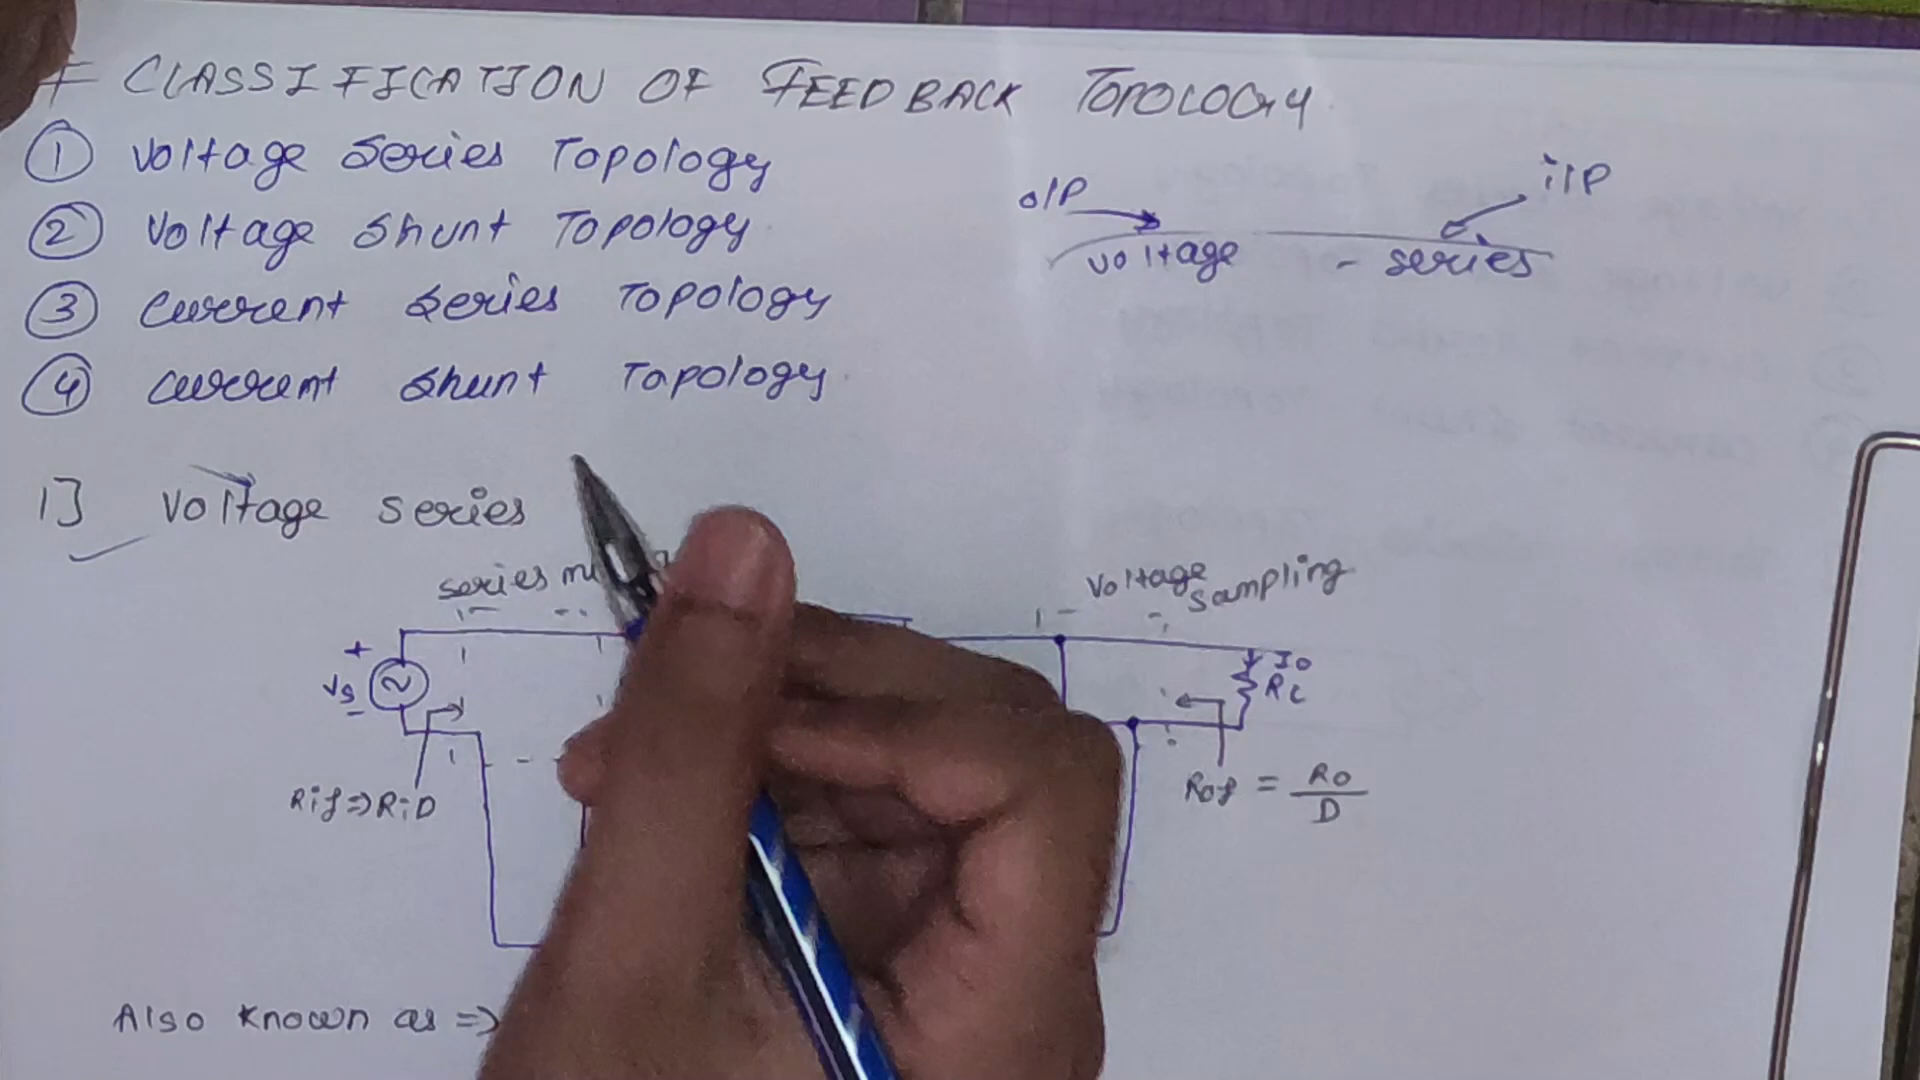 # CLASSIFICATION OF FEEDBACK TOPOLOGY
① Voltage Series Topology
② Voltage Shunt Topology
③ Current Series Topology
④ Current Shunt Topology
o/p
i/p
voltage - series
1] Voltage series
series
Voltage sampling
+
Vs
-
Io
RL
Rif => RiD
Rof = Ro/D
Also known as =>